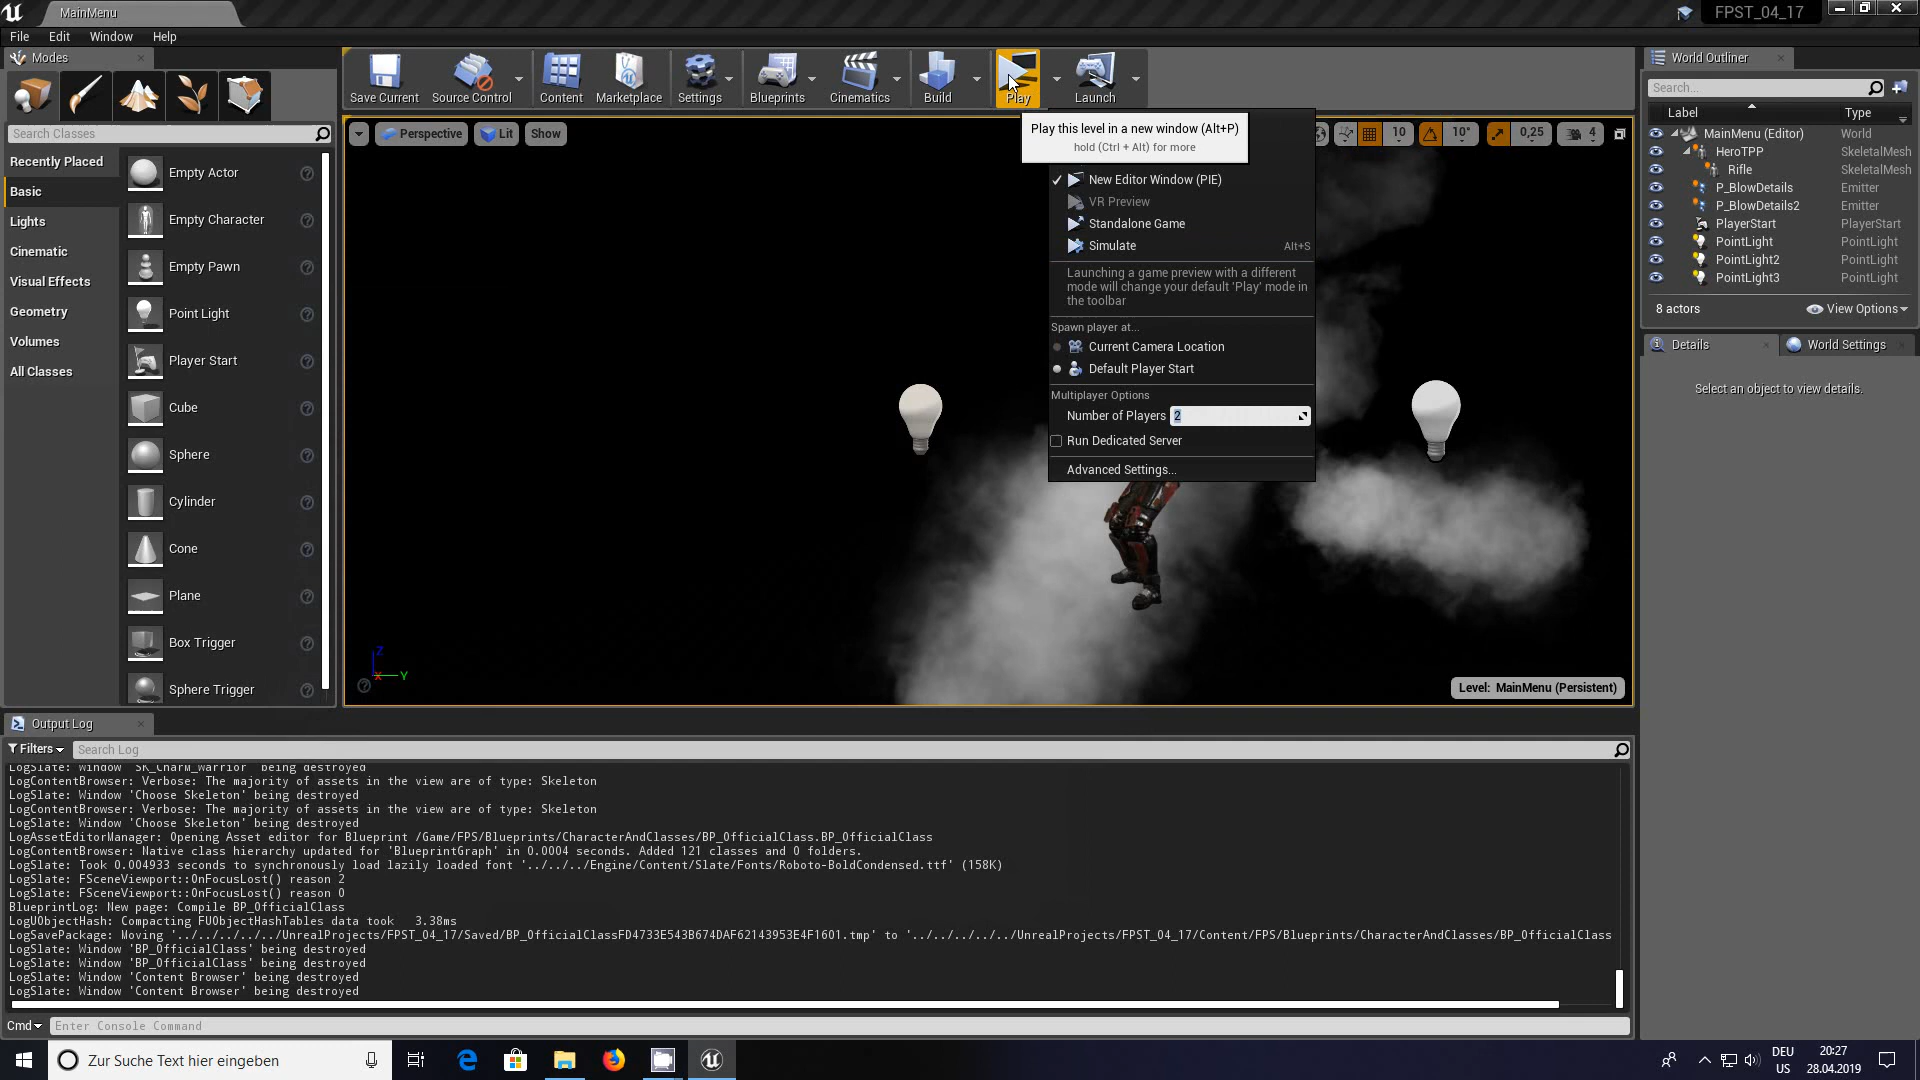 MainMenu
FPST_04_17
File Edit Window Help
Modes
Search Classes
Recently Placed
Basic
Lights
Cinematic
Visual Effects
Geometry
Volumes
All Classes
Empty Actor
Empty Character
Empty Pawn
Point Light
Player Start
Cube
Sphere
Cylinder
Cone
Plane
Box Trigger
Sphere Trigger
Save Current
Source Control
Content
Marketplace
Settings
Blueprints
Cinematics
Build
Play
Launch
Perspective
Lit
Show
10
10°
0,25
4
Play this level in a new window (Alt+P)
hold (Ctrl + Alt) for more
New Editor Window (PIE)
VR Preview
Standalone Game
Simulate Alt+S
Launching a game preview with a different
mode will change your default 'Play' mode in
the toolbar
Spawn player at...
Current Camera Location
Default Player Start
Multiplayer Options
Number of Players 2
Run Dedicated Server
Advanced Settings...
Z
X
Y
Level: MainMenu (Persistent)
World Outliner
Search...
Label Type
MainMenu (Editor) World
HeroTPP SkeletalMesh
Rifle SkeletalMesh
P_BlowDetails Emitter
P_BlowDetails2 Emitter
PlayerStart PlayerStart
PointLight PointLight
PointLight2 PointLight
PointLight3 PointLight
8 actors View Options
Details
World Settings
Select an object to view details.
Output Log
Filters
Search Log
LogSlate: Window 'SK_Charm_Warrior' being destroyed
LogContentBrowser: Verbose: The majority of assets in the view are of type: Skeleton
LogSlate: Window 'Choose Skeleton' being destroyed
LogContentBrowser: Verbose: The majority of assets in the view are of type: Skeleton
LogSlate: Window 'Choose Skeleton' being destroyed
LogAssetEditorManager: Opening Asset editor for Blueprint /Game/FPS/Blueprints/CharacterAndClasses/BP_OfficialClass.BP_OfficialClass
LogContentBrowser: Native class hierarchy updated for 'BlueprintGraph' in 0.0004 seconds. Added 121 classes and 0 folders.
LogSlate: Took 0.004933 seconds to synchronously load lazily loaded font '../../../Engine/Content/Slate/Fonts/Roboto-BoldCondensed.ttf' (158K)
LogSlate: FSceneViewport::OnFocusLost() reason 2
LogSlate: FSceneViewport::OnFocusLost() reason 0
BlueprintLog: New page: Compile BP_OfficialClass
LogUObjectHash: Compacting FUObjectHashTables data took 3.38ms
LogSavePackage: Moving '../../../../../UnrealProjects/FPST_04_17/Saved/BP_OfficialClassFD4733E543B674DAF62143953E4F1601.tmp' to '../../../../../UnrealProjects/FPST_04_17/Content/FPS/Blueprints/CharacterAndClasses/BP_OfficialClass
LogSlate: Window 'BP_OfficialClass' being destroyed
LogSlate: Window 'BP_OfficialClass' being destroyed
LogSlate: Window 'Content Browser' being destroyed
LogSlate: Window 'Content Browser' being destroyed
Cmd
Enter Console Command
Zur Suche Text hier eingeben
DEU
US
20:27
28.04.2019